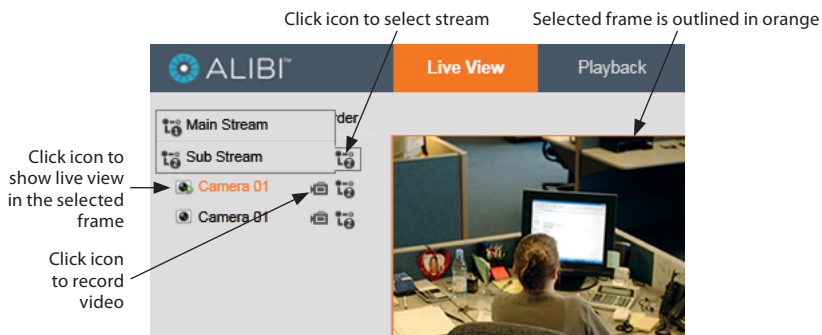 Click icon to select stream
Selected frame is outlined in orange
ALIBI™
Live View
Playback
Main Stream
Sub Stream
Click icon to
show live view
in the selected
frame
Camera 01
Camera 01
Click icon
to record
video